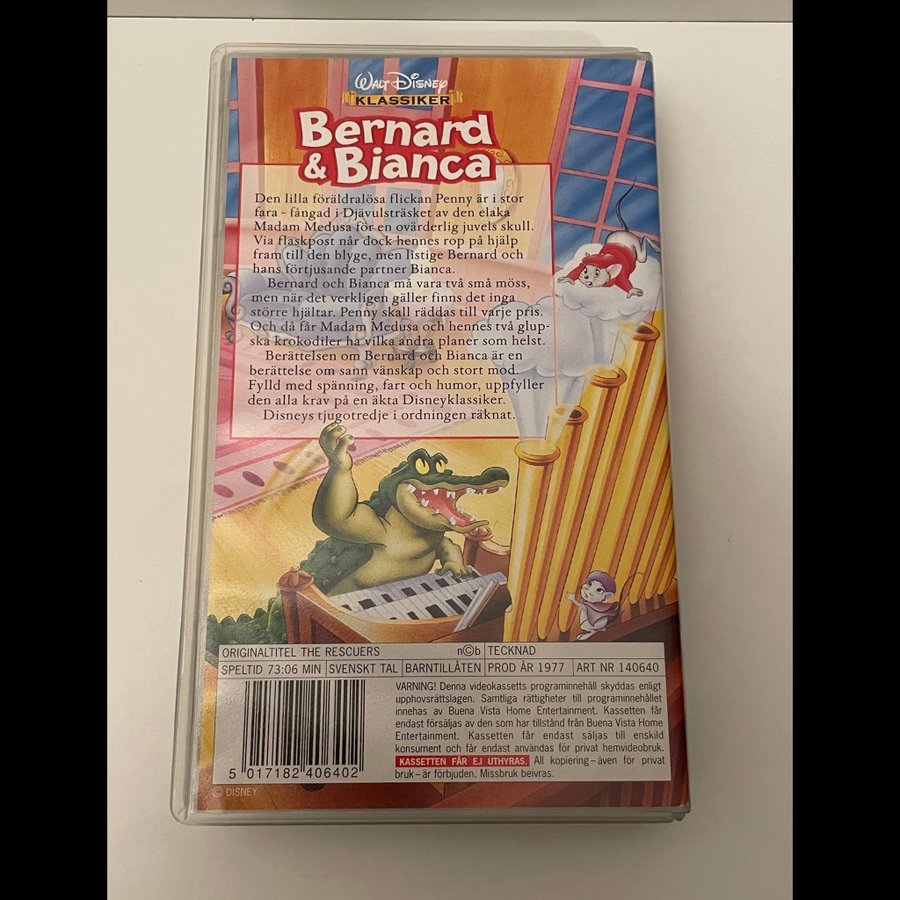 WALT DISNEY
KLASSIKER
Bernard
& Bianca
Den lilla föräldralösa flickan Penny är i stor
fara - fångad i Djävulsträsket av den elaka
Madam Medusa för en ovärderlig juvels skull.
Via flaskpost når dock hennes rop på hjälp
fram till den blyge, men listige Bernard och
hans förtjusande partner Bianca.
Bernard och Bianca må vara två små möss,
men när det verkligen gäller finns det inga
större hjältar. Penny skall räddas till varje pris.
Och då får Madam Medusa och hennes två glup-
ska krokodiler ha vilka andra planer som helst.
Berättelsen om Bernard och Bianca är en
berättelse om sann vänskap och stort mod.
Fylld med spänning, fart och humor, uppfyller
den alla krav på en äkta Disneyklassiker.
Disneys tjugotredje i ordningen räknat.
ORIGINALTITEL THE RESCUERS n©b TECKNAD
SPELTID 73:06 MIN SVENSKT TAL BARNTILLÅTEN PROD ÅR 1977 ART NR 140640
VARNING! Denna videokassetts programinnehåll skyddas enligt
upphovsrättslagen. Samtliga rättigheter till programinnehållet
innehas av Buena Vista Home Entertainment. Kassetten får
endast försäljas av den som har tillstånd från Buena Vista Home
Entertainment. Kassetten får endast säljas till enskild
konsument och får endast användas för privat hemvideobruk.
KASSETTEN FÅR EJ UTHYRAS. All kopiering – även för privat
bruk – är förbjuden. Missbruk beivras.
5 017182 406402
© DISNEY